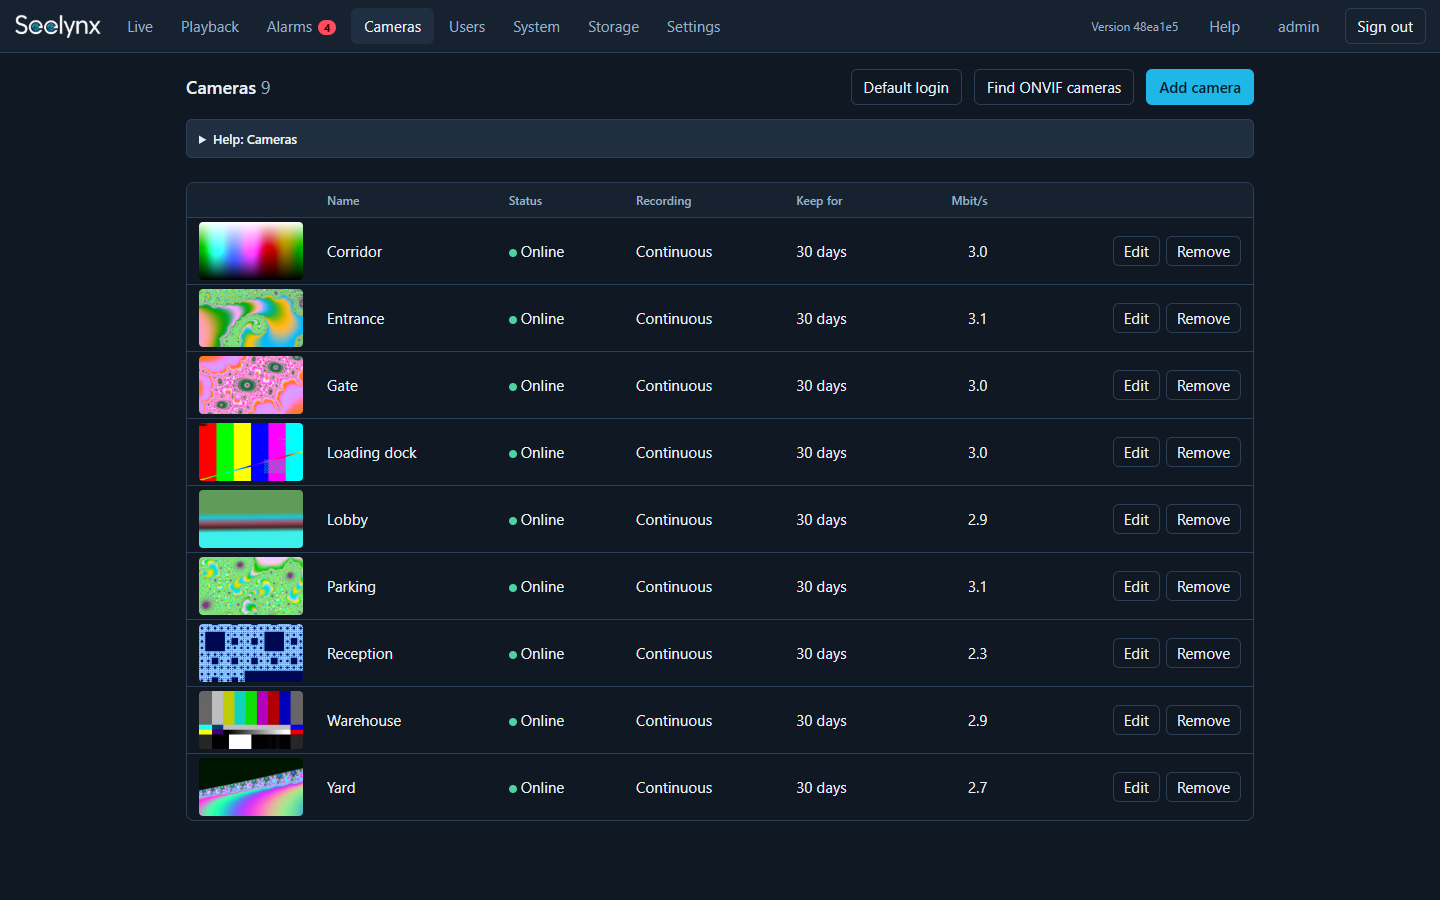 Seelynx Live Playback Alarms 4 Cameras Users System Storage Settings Version 48ea1e5 Help admin Sign out
Cameras 9 Default login Find ONVIF cameras Add camera
Help: Cameras
Name Status Recording Keep for Mbit/s
Corridor Online Continuous 30 days 3.0 Edit Remove
Entrance Online Continuous 30 days 3.1 Edit Remove
Gate Online Continuous 30 days 3.0 Edit Remove
Loading dock Online Continuous 30 days 3.0 Edit Remove
Lobby Online Continuous 30 days 2.9 Edit Remove
Parking Online Continuous 30 days 3.1 Edit Remove
Reception Online Continuous 30 days 2.3 Edit Remove
Warehouse Online Continuous 30 days 2.9 Edit Remove
Yard Online Continuous 30 days 2.7 Edit Remove